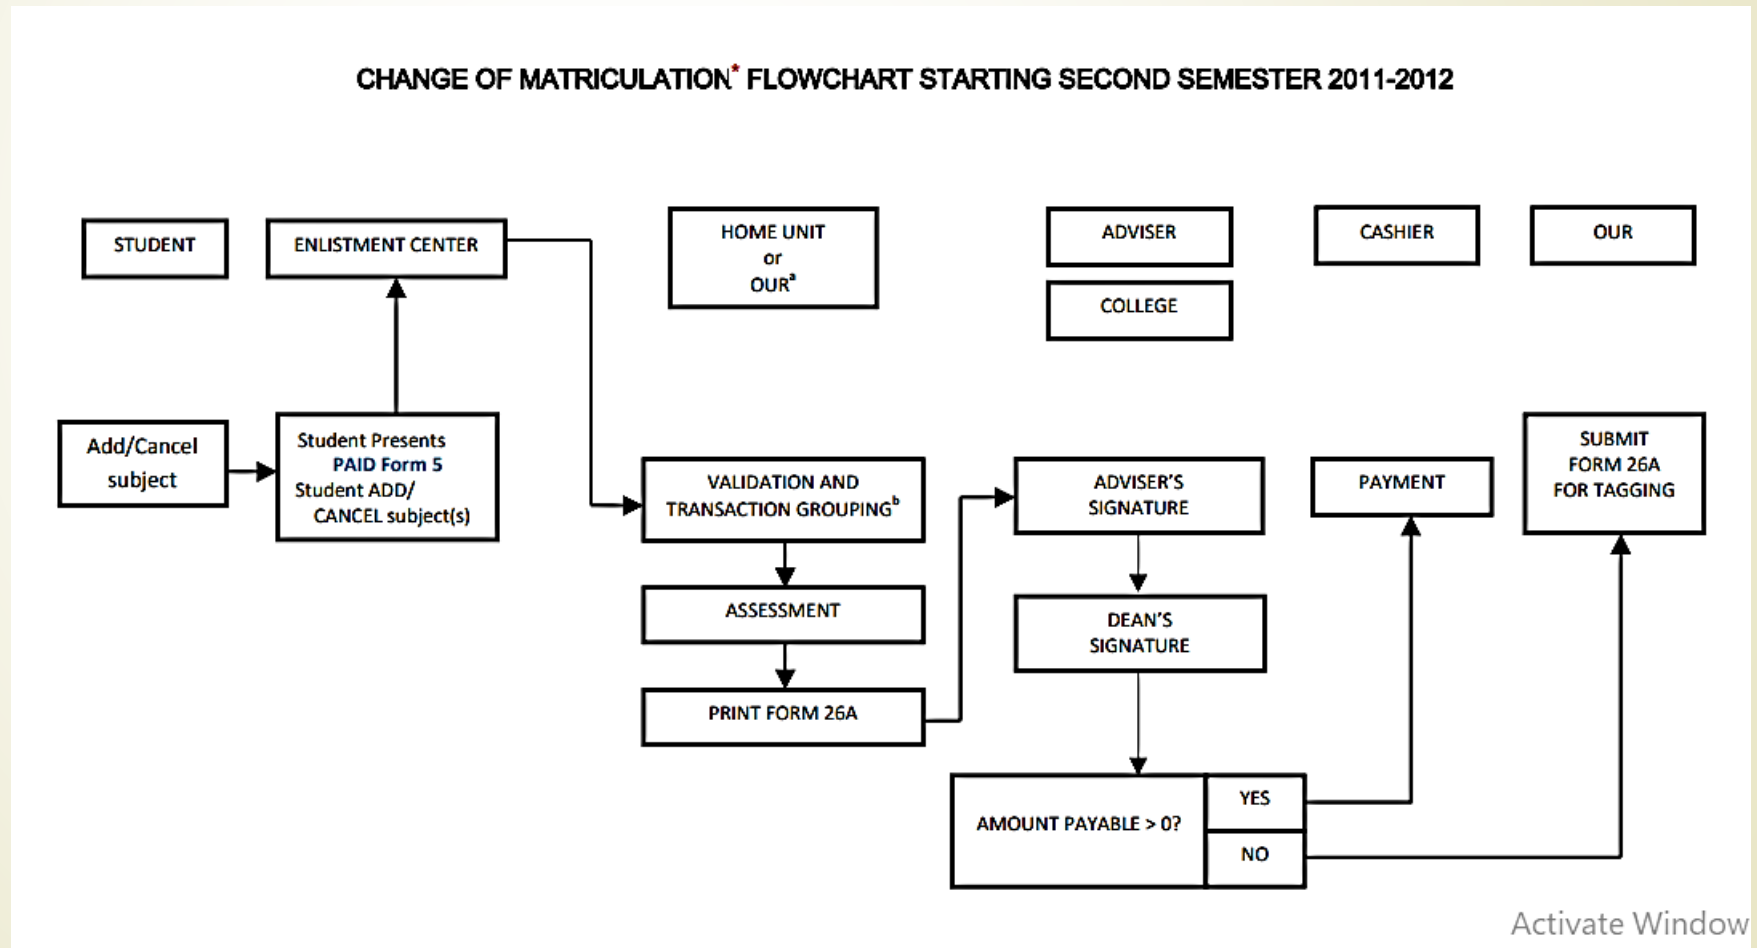 CHANGE OF MATRICULATION* FLOWCHART STARTING SECOND SEMESTER 2011-2012
STUDENT
ENLISTMENT CENTER
HOME UNIT
or
OURᵃ
ADVISER
COLLEGE
CASHIER
OUR
Add/Cancel
subject
Student Presents
PAID Form 5
Student ADD/
CANCEL subject(s)
VALIDATION AND
TRANSACTION GROUPINGᵇ
ASSESSMENT
PRINT FORM 26A
ADVISER'S
SIGNATURE
DEAN'S
SIGNATURE
AMOUNT PAYABLE > 0?
YES
NO
PAYMENT
SUBMIT
FORM 26A
FOR TAGGING
Activate Window